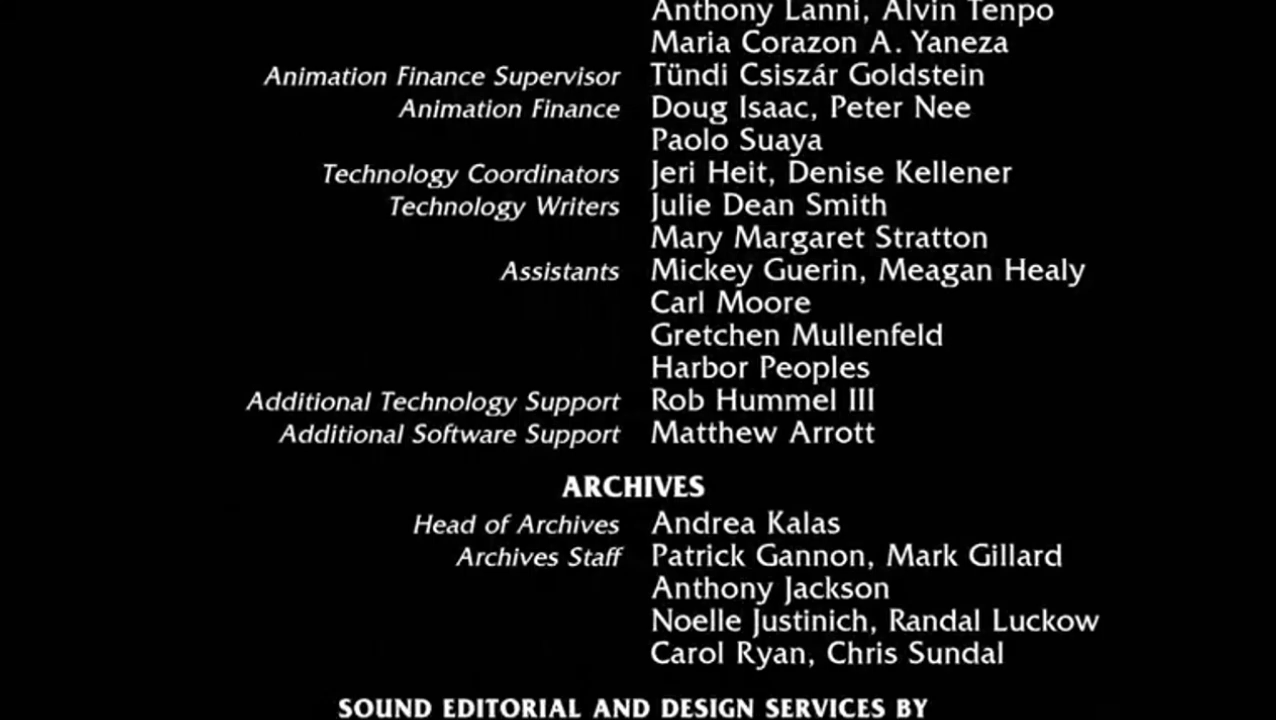 Anthony Lanni, Alvin Tenpo
Maria Corazon A. Yaneza
Animation Finance Supervisor Tündi Csiszár Goldstein
Animation Finance Doug Isaac, Peter Nee
Paolo Suaya
Technology Coordinators Jeri Heit, Denise Kellener
Technology Writers Julie Dean Smith
Mary Margaret Stratton
Assistants Mickey Guerin, Meagan Healy
Carl Moore
Gretchen Mullenfeld
Harbor Peoples
Additional Technology Support Rob Hummel III
Additional Software Support Matthew Arrott
ARCHIVES
Head of Archives Andrea Kalas
Archives Staff Patrick Gannon, Mark Gillard
Anthony Jackson
Noelle Justinich, Randal Luckow
Carol Ryan, Chris Sundal
SOUND EDITORIAL AND DESIGN SERVICES BY